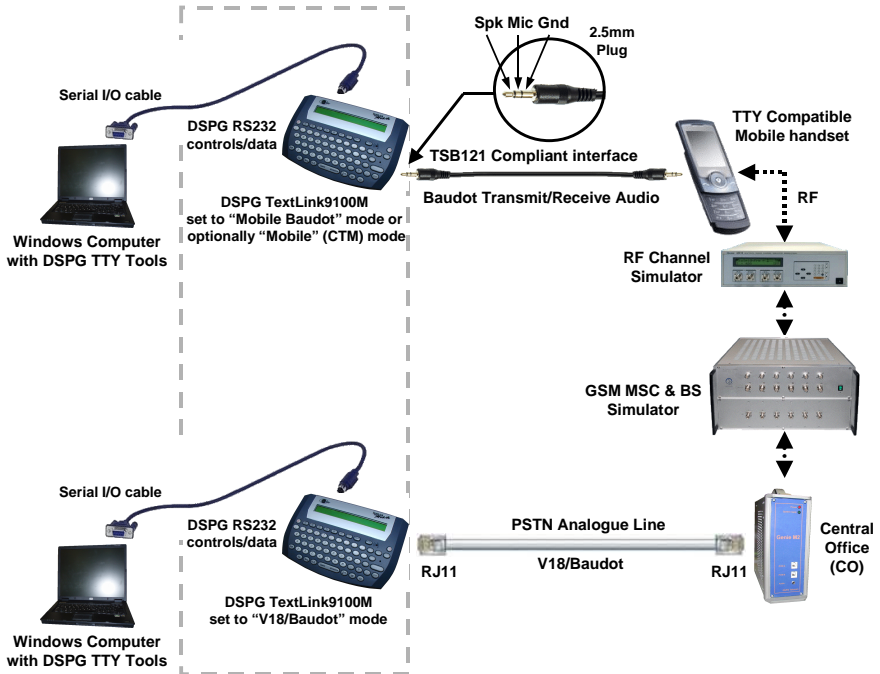 Spk Mic Gnd
2.5mm
Plug
Serial I/O cable
DSPG RS232
controls/data
TTY Compatible
Mobile handset
TSB121 Compliant interface
Baudot Transmit/Receive Audio
RF
DSPG TextLink9100M
set to “Mobile Baudot” mode or
optionally “Mobile” (CTM) mode
Windows Computer
with DSPG TTY Tools
RF Channel
Simulator
GSM MSC & BS
Simulator
Serial I/O cable
DSPG RS232
controls/data
PSTN Analogue Line
V18/Baudot
RJ11
RJ11
Central
Office
(CO)
DSPG TextLink9100M
set to “V18/Baudot” mode
Windows Computer
with DSPG TTY Tools